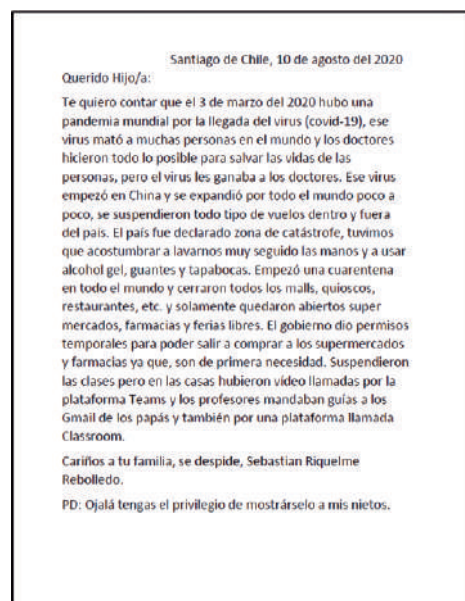 Santiago de Chile, 10 de agosto del 2020
Querido Hijo/a:
Te quiero contar que el 3 de marzo del 2020 hubo una
pandemia mundial por la llegada del virus (covid-19), ese
virus mató a muchas personas en el mundo y los doctores
hicieron todo lo posible para salvar las vidas de las
personas, pero el virus les ganaba a los doctores. Ese virus
empezó en China y se expandió por todo el mundo poco a
poco, se suspendieron todo tipo de vuelos dentro y fuera
del país. El país fue declarado zona de catástrofe, tuvimos
que acostumbrar a lavarnos muy seguido las manos y a usar
alcohol gel, guantes y tapabocas. Empezó una cuarentena
en todo el mundo y cerraron todos los malls, quioscos,
restaurantes, etc. y solamente quedaron abiertos super
mercados, farmacias y ferias libres. El gobierno dio permisos
temporales para poder salir a comprar a los supermercados
y farmacias ya que, son de primera necesidad. Suspendieron
las clases pero en las casas hubieron vídeo llamadas por la
plataforma Teams y los profesores mandaban guías a los
Gmail de los papás y también por una plataforma llamada
Classroom.
Cariños a tu familia, se despide, Sebastian Riquelme
Rebolledo.
PD: Ojalá tengas el privilegio de mostrárselo a mis nietos.